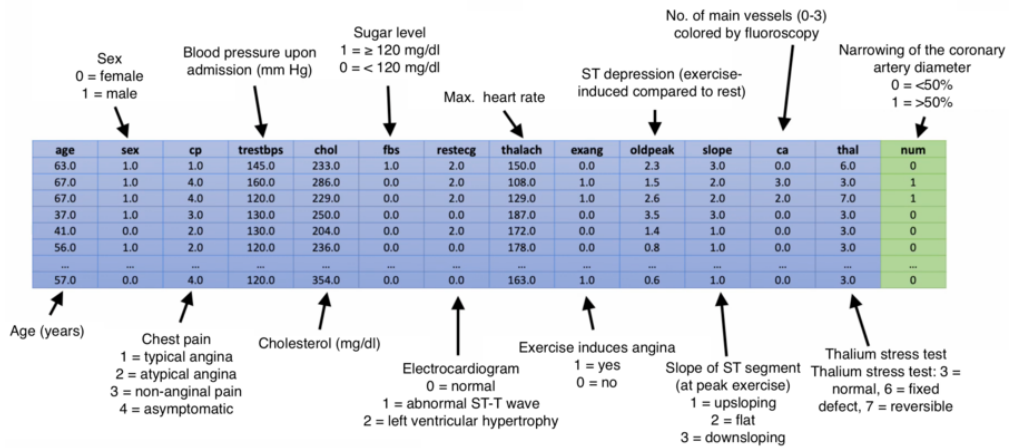 No. of main vessels (0-3)
colored by fluoroscopy
Sugar level
1 = ≥ 120 mg/dl
0 = < 120 mg/dl
Sex
0 = female
1 = male
Blood pressure upon
admission (mm Hg)
Max. heart rate
ST depression (exercise-
induced compared to rest)
Narrowing of the coronary
artery diameter
0 = <50%
1 = >50%
age sex cp trestbps chol fbs restecg thalach exang oldpeak slope ca thal num
63.0 1.0 1.0 145.0 233.0 1.0 2.0 150.0 0.0 2.3 3.0 0.0 6.0 0
67.0 1.0 4.0 160.0 286.0 0.0 2.0 108.0 1.0 1.5 2.0 3.0 3.0 1
67.0 1.0 4.0 120.0 229.0 0.0 2.0 129.0 1.0 2.6 2.0 2.0 7.0 1
37.0 1.0 3.0 130.0 250.0 0.0 0.0 187.0 0.0 3.5 3.0 0.0 3.0 0
41.0 0.0 2.0 130.0 204.0 0.0 2.0 172.0 0.0 1.4 1.0 0.0 3.0 0
56.0 1.0 2.0 120.0 236.0 0.0 0.0 178.0 0.0 0.8 1.0 0.0 3.0 0
... ... ... ... ... ... ... ... ... ... ... ... ... ...
57.0 0.0 4.0 120.0 354.0 0.0 0.0 163.0 1.0 0.6 1.0 0.0 3.0 0
Age (years)
Chest pain
1 = typical angina
2 = atypical angina
3 = non-anginal pain
4 = asymptomatic
Cholesterol (mg/dl)
Electrocardiogram
0 = normal
1 = abnormal ST-T wave
2 = left ventricular hypertrophy
Exercise induces angina
1 = yes
0 = no
Slope of ST segment
(at peak exercise)
1 = upsloping
2 = flat
3 = downsloping
Thalium stress test
Thalium stress test: 3 =
normal, 6 = fixed
defect, 7 = reversible